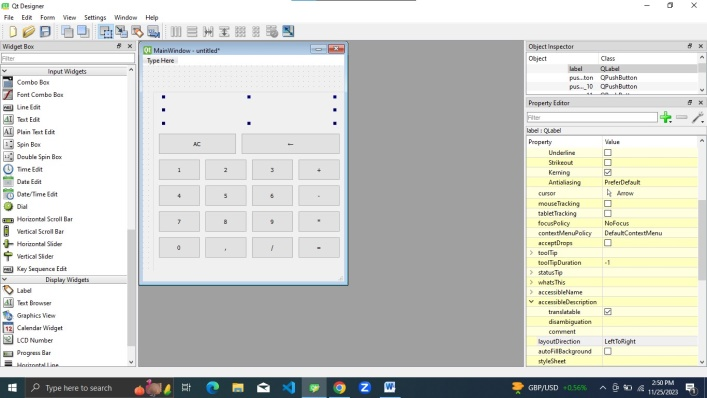 Qt Designer
File Edit Form View Settings Window Help
Widget Box
Filter
Input Widgets
Combo Box
Font Combo Box
Line Edit
Text Edit
Plain Text Edit
Spin Box
Double Spin Box
Time Edit
Date Edit
Date/Time Edit
Dial
Horizontal Scroll Bar
Vertical Scroll Bar
Horizontal Slider
Vertical Slider
Key Sequence Edit
Display Widgets
Label
Text Browser
Graphics View
Calendar Widget
LCD Number
Progress Bar
Horizontal Line
MainWindow - untitled*
Type Here
AC ←
1 2 3 +
4 5 6 -
7 8 9 *
0 , / =
Object Inspector
Object Class
label QLabel
pus...ton QPushButton
pus..._10 QPushButton
Property Editor
Filter
label : QLabel
Property Value
Underline
Strikeout
Kerning
Antialiasing PreferDefault
cursor Arrow
mouseTracking
tabletTracking
focusPolicy NoFocus
contextMenuPolicy DefaultContextMenu
acceptDrops
toolTip
toolTipDuration -1
statusTip
whatsThis
accessibleName
accessibleDescription
translatable
disambiguation
comment
layoutDirection LeftToRight
autoFillBackground
styleSheet
Type here to search
GBP/USD +0.56%
2:50 PM
11/25/2023